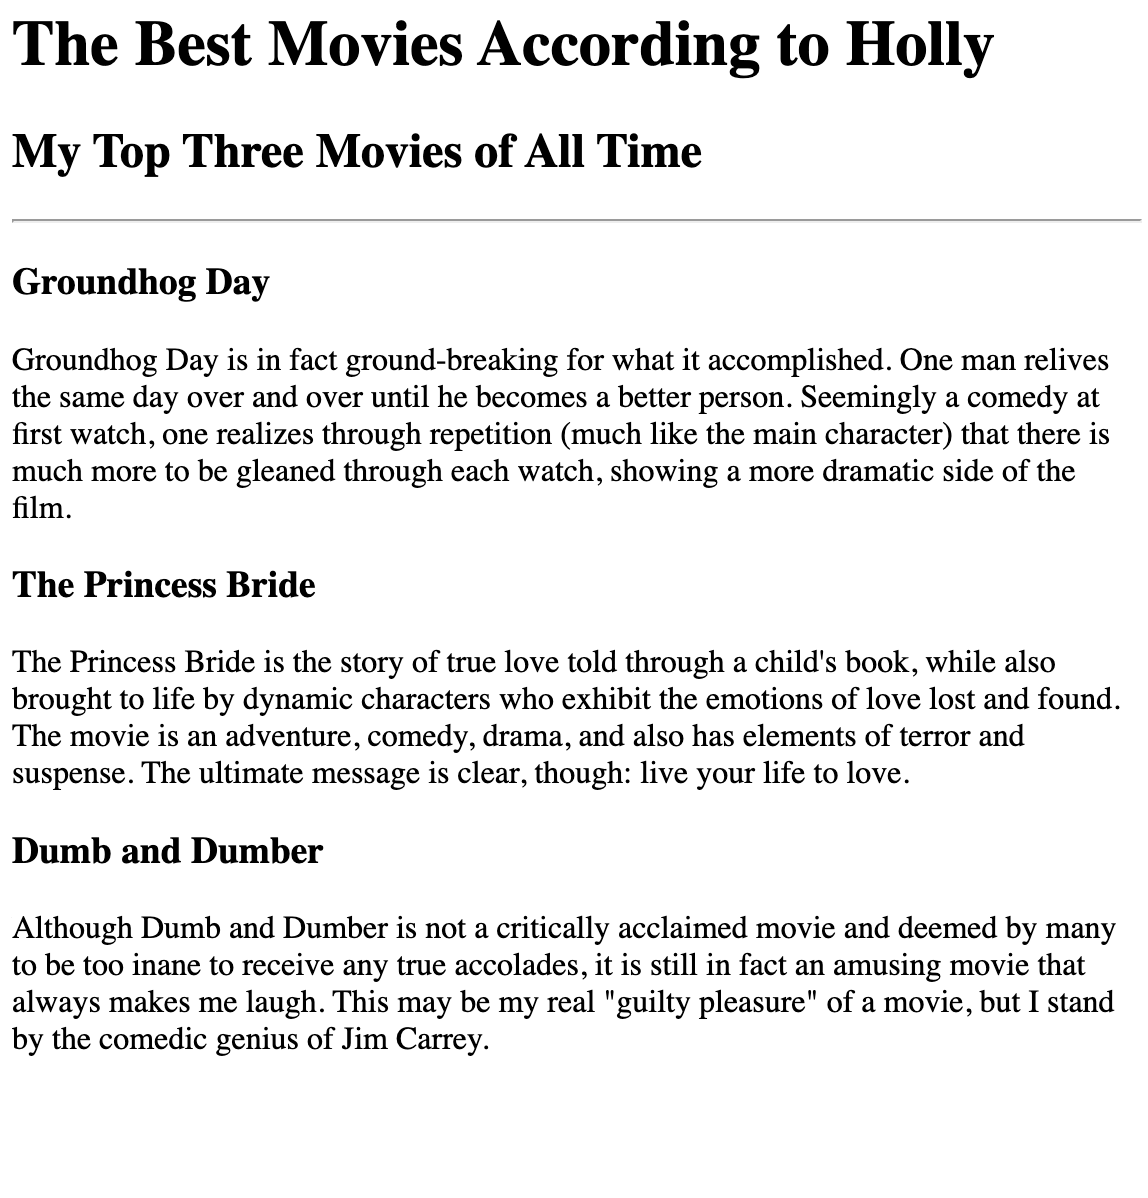 The Best Movies According to Holly
My Top Three Movies of All Time
Groundhog Day
Groundhog Day is in fact ground-breaking for what it accomplished. One man relives
the same day over and over until he becomes a better person. Seemingly a comedy at
first watch, one realizes through repetition (much like the main character) that there is
much more to be gleaned through each watch, showing a more dramatic side of the
film.
The Princess Bride
The Princess Bride is the story of true love told through a child's book, while also
brought to life by dynamic characters who exhibit the emotions of love lost and found.
The movie is an adventure, comedy, drama, and also has elements of terror and
suspense. The ultimate message is clear, though: live your life to love.
Dumb and Dumber
Although Dumb and Dumber is not a critically acclaimed movie and deemed by many
to be too inane to receive any true accolades, it is still in fact an amusing movie that
always makes me laugh. This may be my real "guilty pleasure" of a movie, but I stand
by the comedic genius of Jim Carrey.